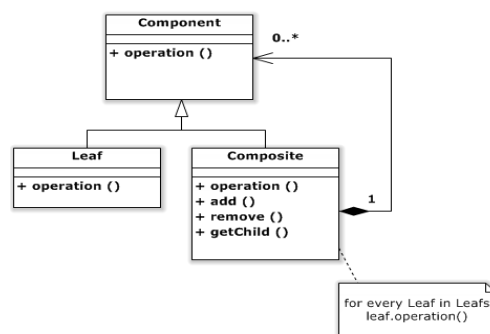 Component
+ operation ()
0..*
Leaf
+ operation ()
Composite
+ operation ()
+ add ()
+ remove ()
+ getChild ()
1
for every Leaf in Leafs
leaf.operation()